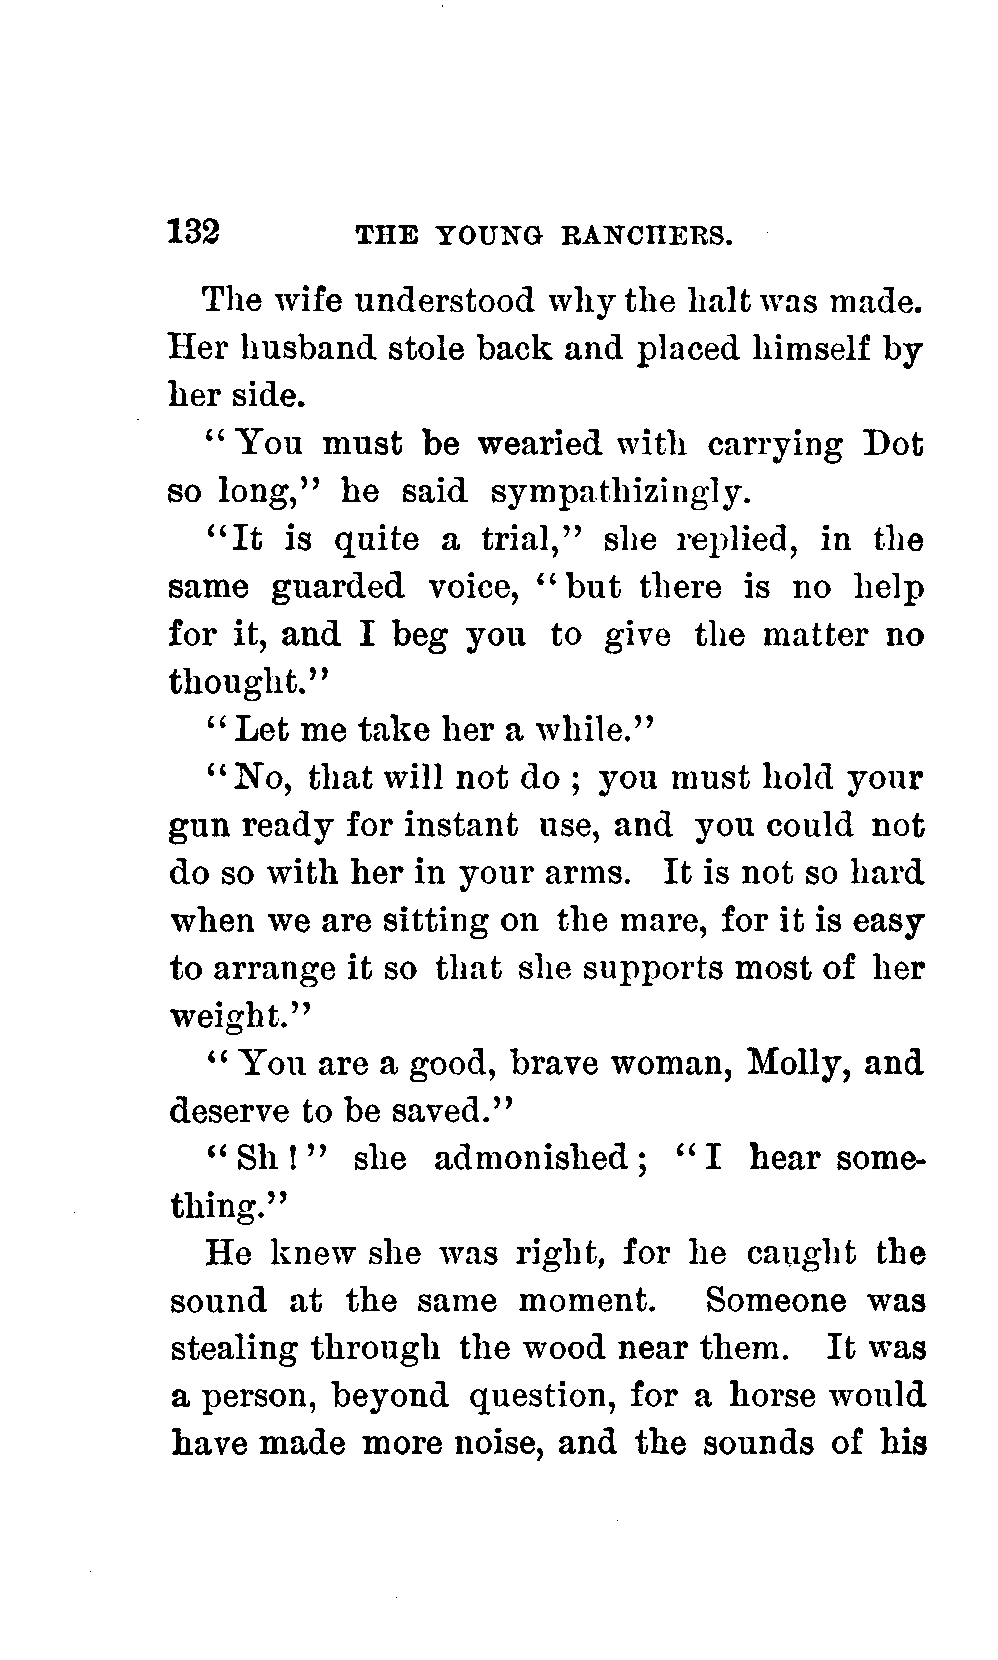 132 THE YOUNG RANCHERS.
The wife understood why the halt was made.
Her husband stole back and placed himself by
her side.
“You must be wearied with carrying Dot
so long,” he said sympathizingly.
“It is quite a trial,” she replied, in the
same guarded voice, “but there is no help
for it, and I beg you to give the matter no
thought.”
“Let me take her a while.”
“No, that will not do ; you must hold your
gun ready for instant use, and you could not
do so with her in your arms. It is not so hard
when we are sitting on the mare, for it is easy
to arrange it so that she supports most of her
weight.”
“You are a good, brave woman, Molly, and
deserve to be saved.”
“Sh !” she admonished ; “I hear some-
thing.”
He knew she was right, for he caught the
sound at the same moment. Someone was
stealing through the wood near them. It was
a person, beyond question, for a horse would
have made more noise, and the sounds of his